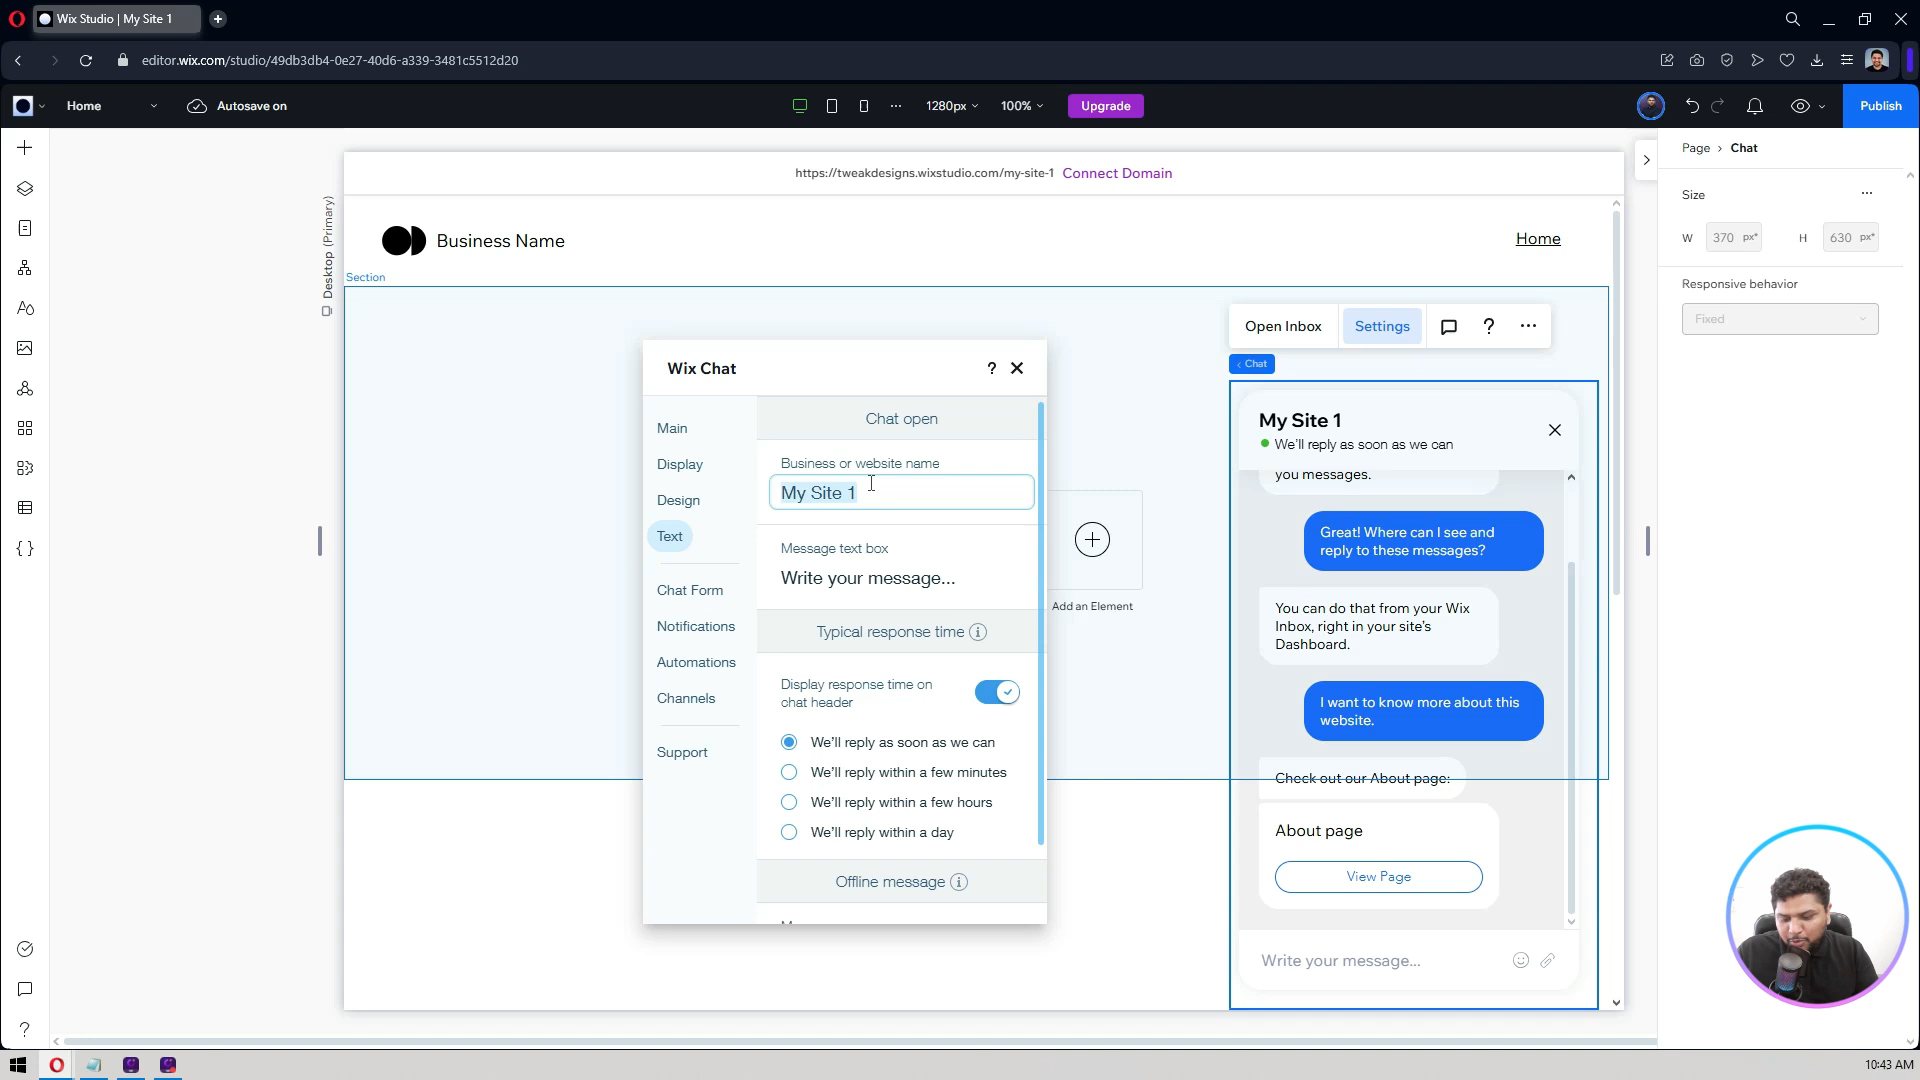 Wix Studio | My Site 1
editor.wix.com/studio/49db3db4-0e27-40d6-a339-3481c5512d20
Home
Autosave on
1280px
100%
Upgrade
Publish
Page > Chat
Size
W 370 px* H 630 px*
Responsive behavior
Fixed
https://tweakdesigns.wixstudio.com/my-site-1 Connect Domain
Desktop (Primary)
Business Name
Home
Section
Open Inbox
Settings
Chat
Wix Chat
Main
Display
Design
Text
Chat Form
Notifications
Automations
Channels
Support
Chat open
Business or website name
My Site 1
Message text box
Write your message...
Typical response time
Display response time on
chat header
We'll reply as soon as we can
We'll reply within a few minutes
We'll reply within a few hours
We'll reply within a day
Offline message
Add an Element
My Site 1
We'll reply as soon as we can
you messages.
Great! Where can I see and
reply to these messages?
You can do that from your Wix
Inbox, right in your site's
Dashboard.
I want to know more about this
website.
Check out our About page:
About page
View Page
Write your message...
10:43 AM